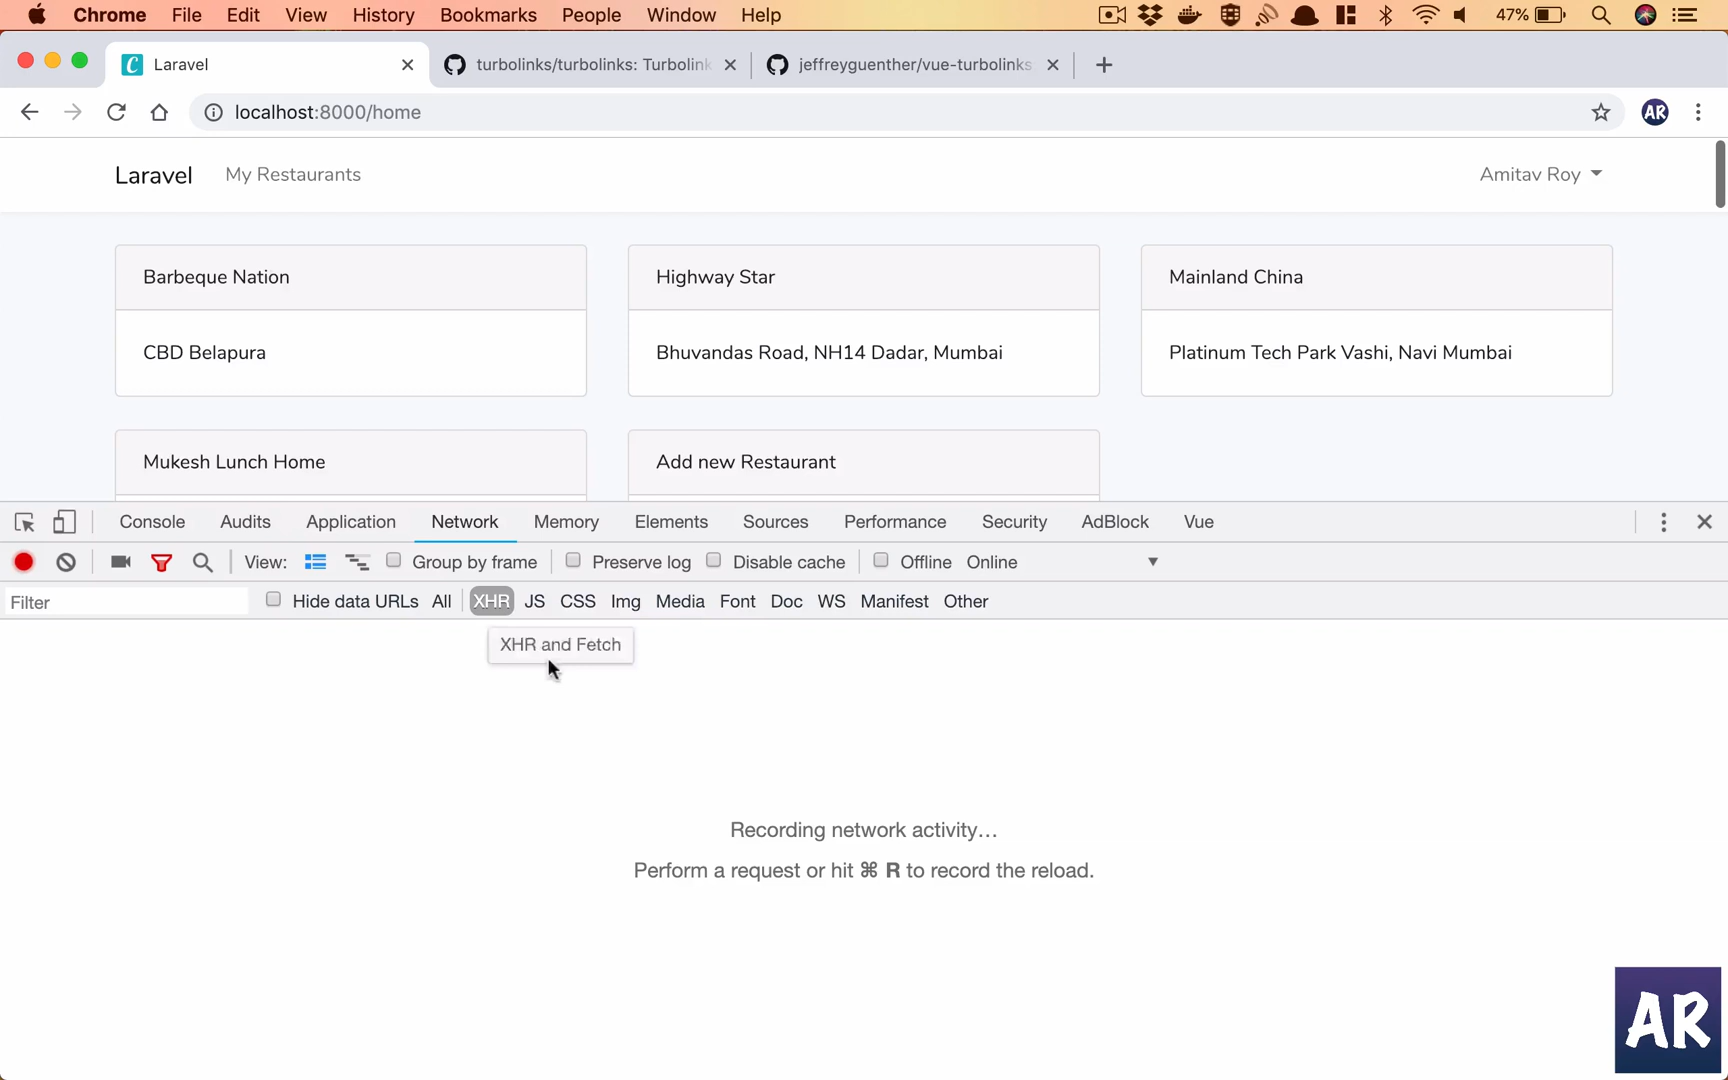 Chrome File Edit View History Bookmarks People Window Help 47%
Laravel turbolinks/turbolinks: Turbolink jeffreyguenther/vue-turbolinks
localhost:8000/home AR
Laravel My Restaurants Amitav Roy
Barbeque Nation Highway Star Mainland China
CBD Belapura Bhuvandas Road, NH14 Dadar, Mumbai Platinum Tech Park Vashi, Navi Mumbai
Mukesh Lunch Home Add new Restaurant
Console Audits Application Network Memory Elements Sources Performance Security AdBlock Vue
View: Group by frame Preserve log Disable cache Offline Online
Filter Hide data URLs All XHR JS CSS Img Media Font Doc WS Manifest Other
XHR and Fetch
Recording network activity…
Perform a request or hit ⌘ R to record the reload.
AR